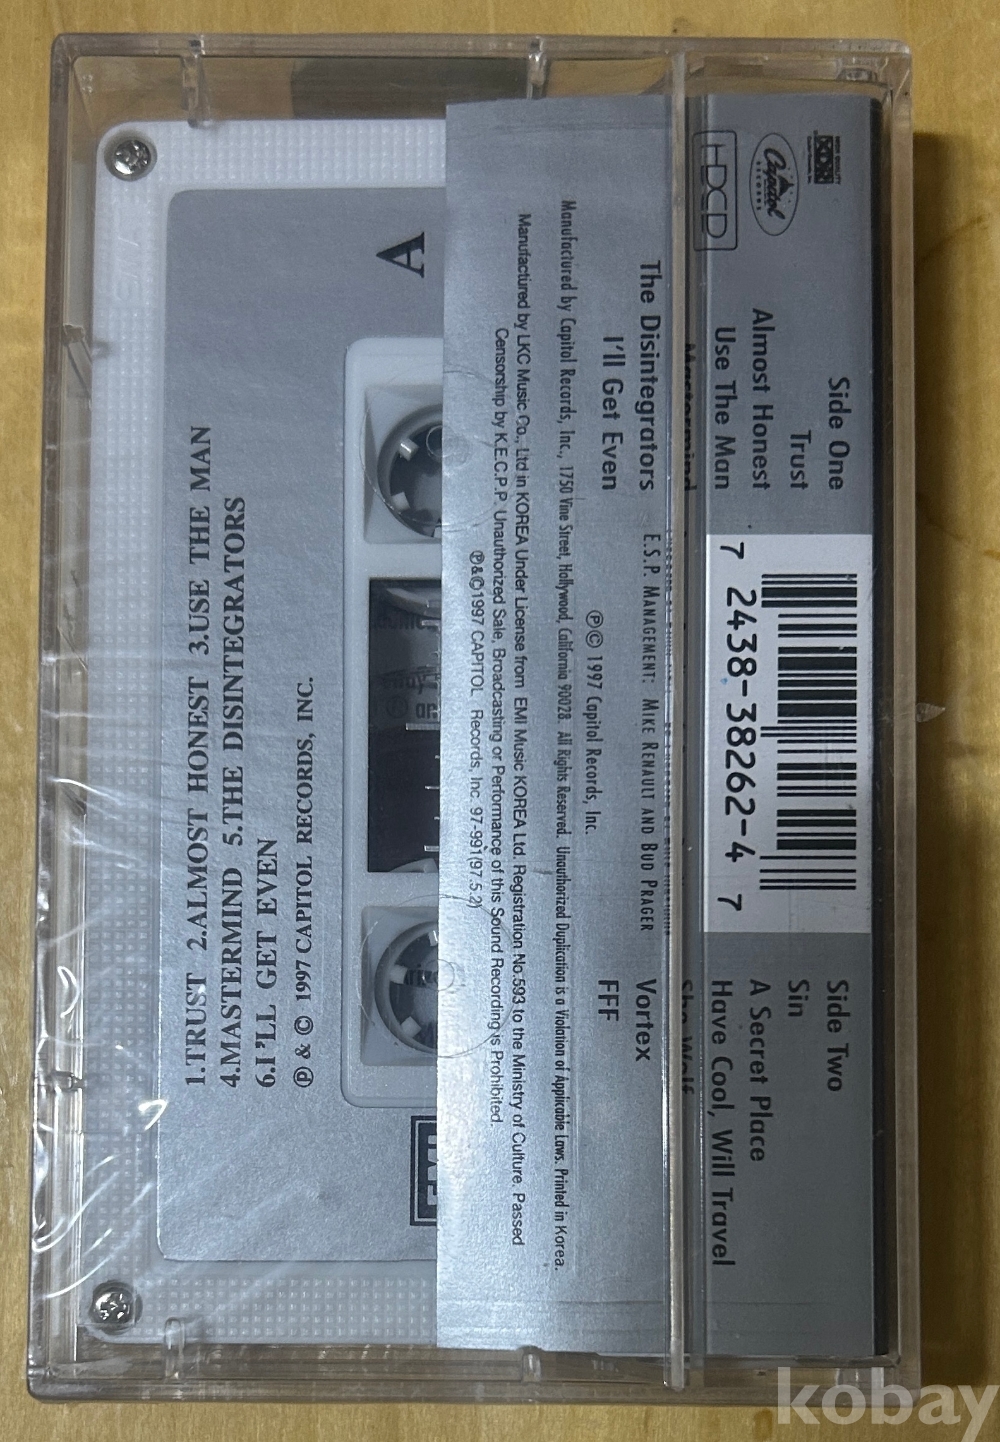 HDCD
Capitol
RECORDS
Side One
Trust
Almost Honest
Use The Man
Mastermind
The Disintegrators
I'll Get Even
7 2438-38262-4 7
Side Two
Sin
A Secret Place
Have Cool, Will Travel
She-Wolf
Vortex
FFF
E.S.P. MANAGEMENT: MIKE RENAULT AND BUD PRAGER
℗© 1997 Capitol Records, Inc.
Manufactured by Capitol Records, Inc., 1750 Vine Street, Hollywood, California 90028. All Rights Reserved. Unauthorized Duplication is a Violation of Applicable Laws. Printed in Korea.
Manufactured by LKC Music Co., Ltd in KOREA Under License from EMI Music KOREA Ltd. Registration No.593 to the Ministry of Culture. Passed
Censorship by K.E.C.P.P. Unauthorized Sale, Broadcasting or Performance of this Sound Recording is Prohibited.
℗&©1997 CAPITOL Records, Inc. 97-991(97.5.2)
A
1.TRUST 2.ALMOST HONEST 3.USE THE MAN
4.MASTERMIND 5.THE DISINTEGRATORS
6.I'LL GET EVEN
℗ & © 1997 CAPITOL RECORDS, INC.
kobay